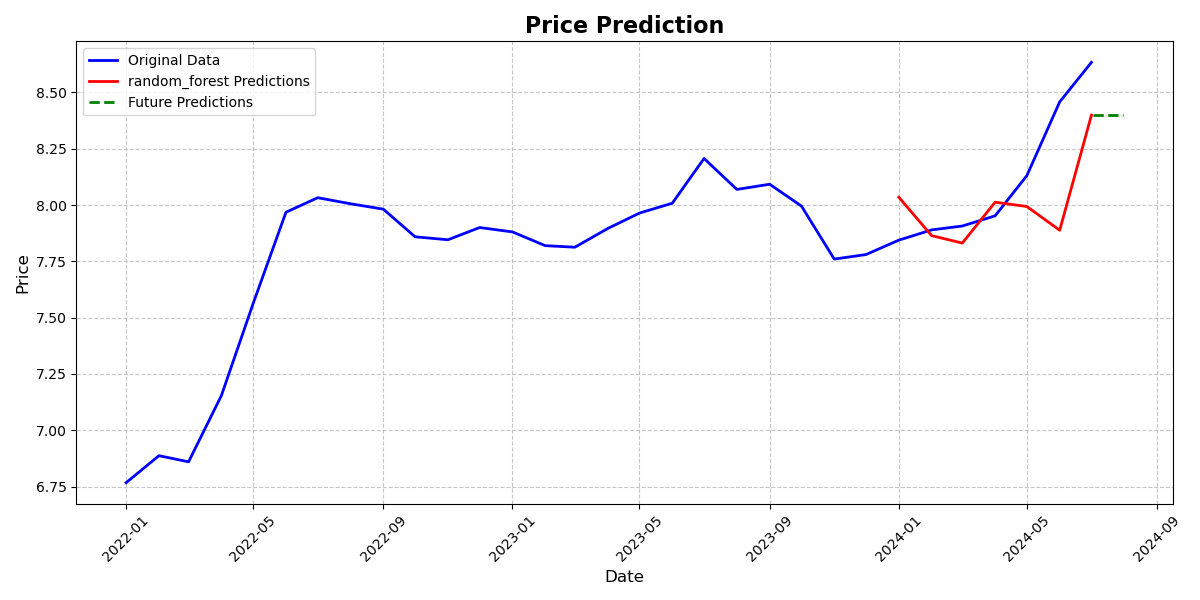 Price Prediction
Original Data
random_forest Predictions
Future Predictions
Price
8.50
8.25
8.00
7.75
7.50
7.25
7.00
6.75
2022-01
2022-05
2022-09
2023-01
2023-05
2023-09
2024-01
2024-05
2024-09
Date